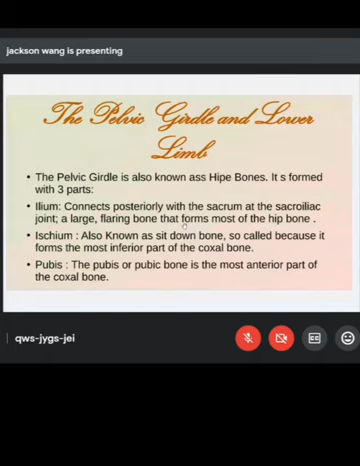 jackson wang is presenting
The Pelvic Girdle and Lower
Limb
• The Pelvic Girdle is also known ass Hipe Bones. It s formed
with 3 parts:
• Ilium: Connects posteriorly with the sacrum at the sacroiliac
joint; a large, flaring bone that forms most of the hip bone .
• Ischium : Also Known as sit down bone, so called because it
forms the most inferior part of the coxal bone.
• Pubis : The pubis or pubic bone is the most anterior part of
the coxal bone.
qws-jygs-jei
CC